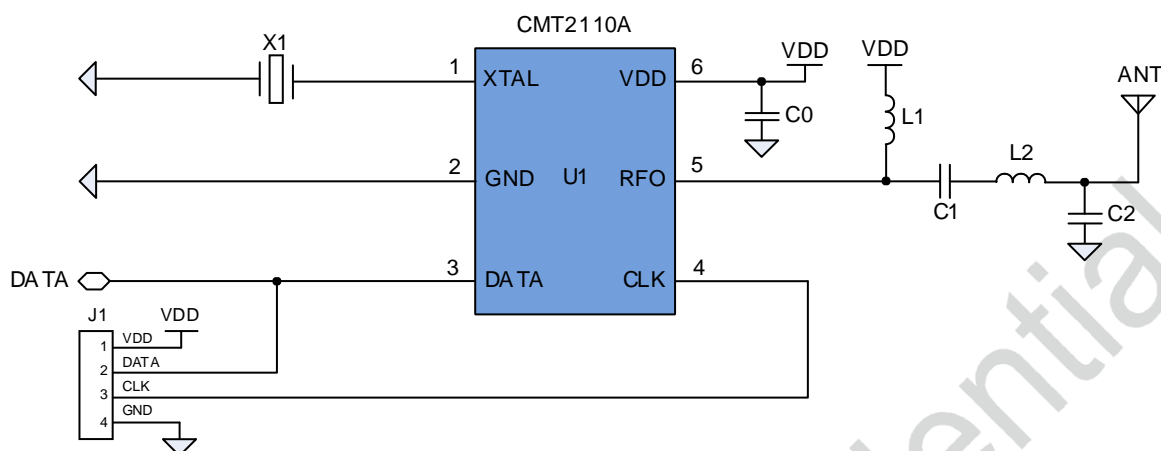 CMT2110A
X1
1
XTAL
VDD
6
VDD
C0
VDD
L1
ANT
2
GND
U1
RFO
5
C1
L2
C2
DATA
3
DATA
CLK
4
J1
VDD
1
VDD
2
DATA
3
CLK
4
GND